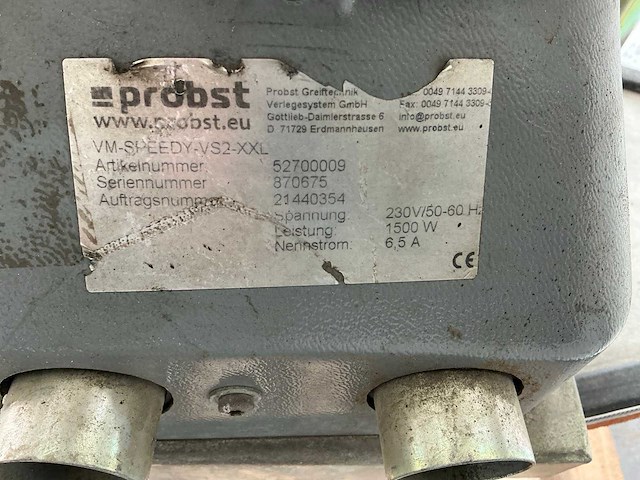 probst
www.probst.eu
Probst Greiftechnik
Verlegesystem GmbH
Gottlieb-Daimlerstrasse 6
D 71729 Erdmannhausen
0049 7144 3309-
Fax: 0049 7144 3309-
info@probst.eu
www.probst.eu
VM-SPEEDY-VS2-XXL
Artikelnummer 52700009
Seriennummer 870675
Auftragsnummer 21440354
Spannung: 230V/50-60 Hz
Leistung: 1500 W
Nennstrom: 6,5 A
CE